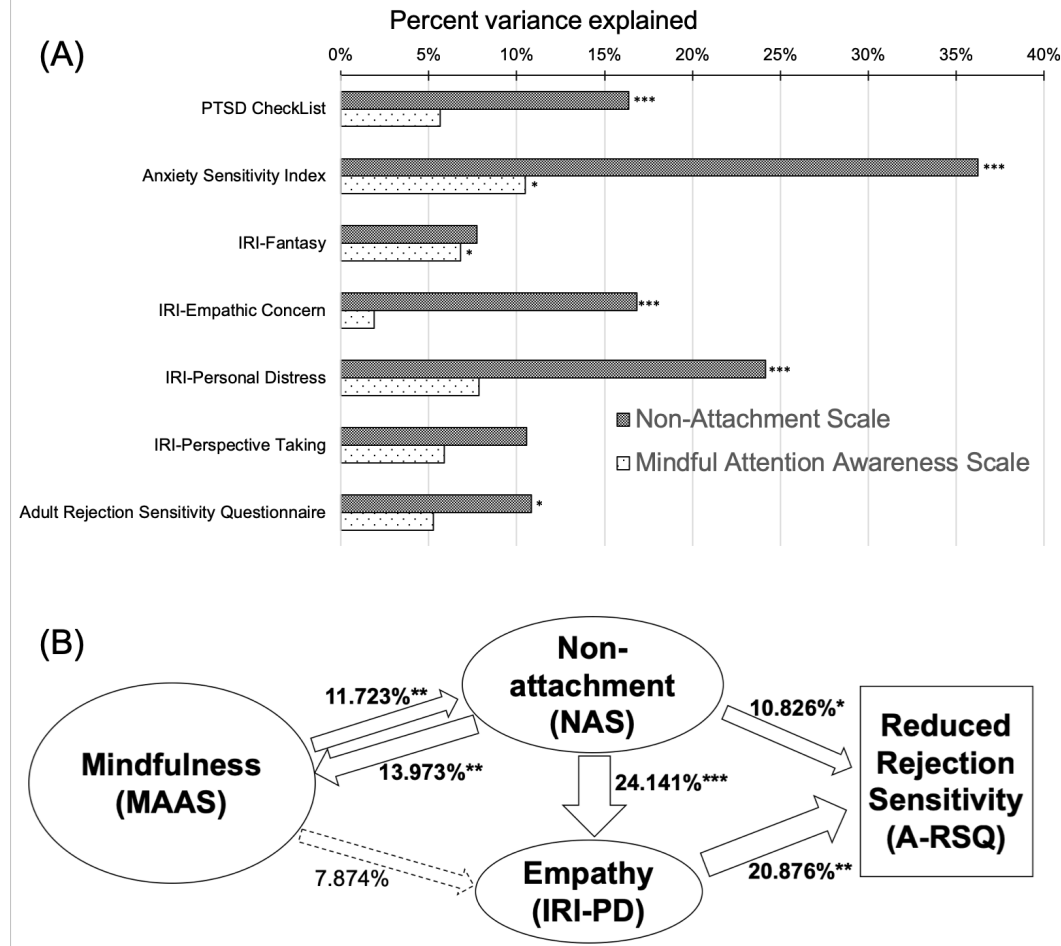 Percent variance explained
(A)
0% 5% 10% 15% 20% 25% 30% 35% 40%
PTSD CheckList ***
Anxiety Sensitivity Index ***
*
IRI-Fantasy
*
IRI-Empathic Concern ***
IRI-Personal Distress ***
Non-Attachment Scale
IRI-Perspective Taking
Mindful Attention Awareness Scale
Adult Rejection Sensitivity Questionnaire *
(B)
Non-
attachment
(NAS)
11.723%**
13.973%**
10.826%*
Mindfulness
(MAAS)
24.141%***
Reduced
Rejection
Sensitivity
(A-RSQ)
7.874%
Empathy
(IRI-PD)
20.876%**